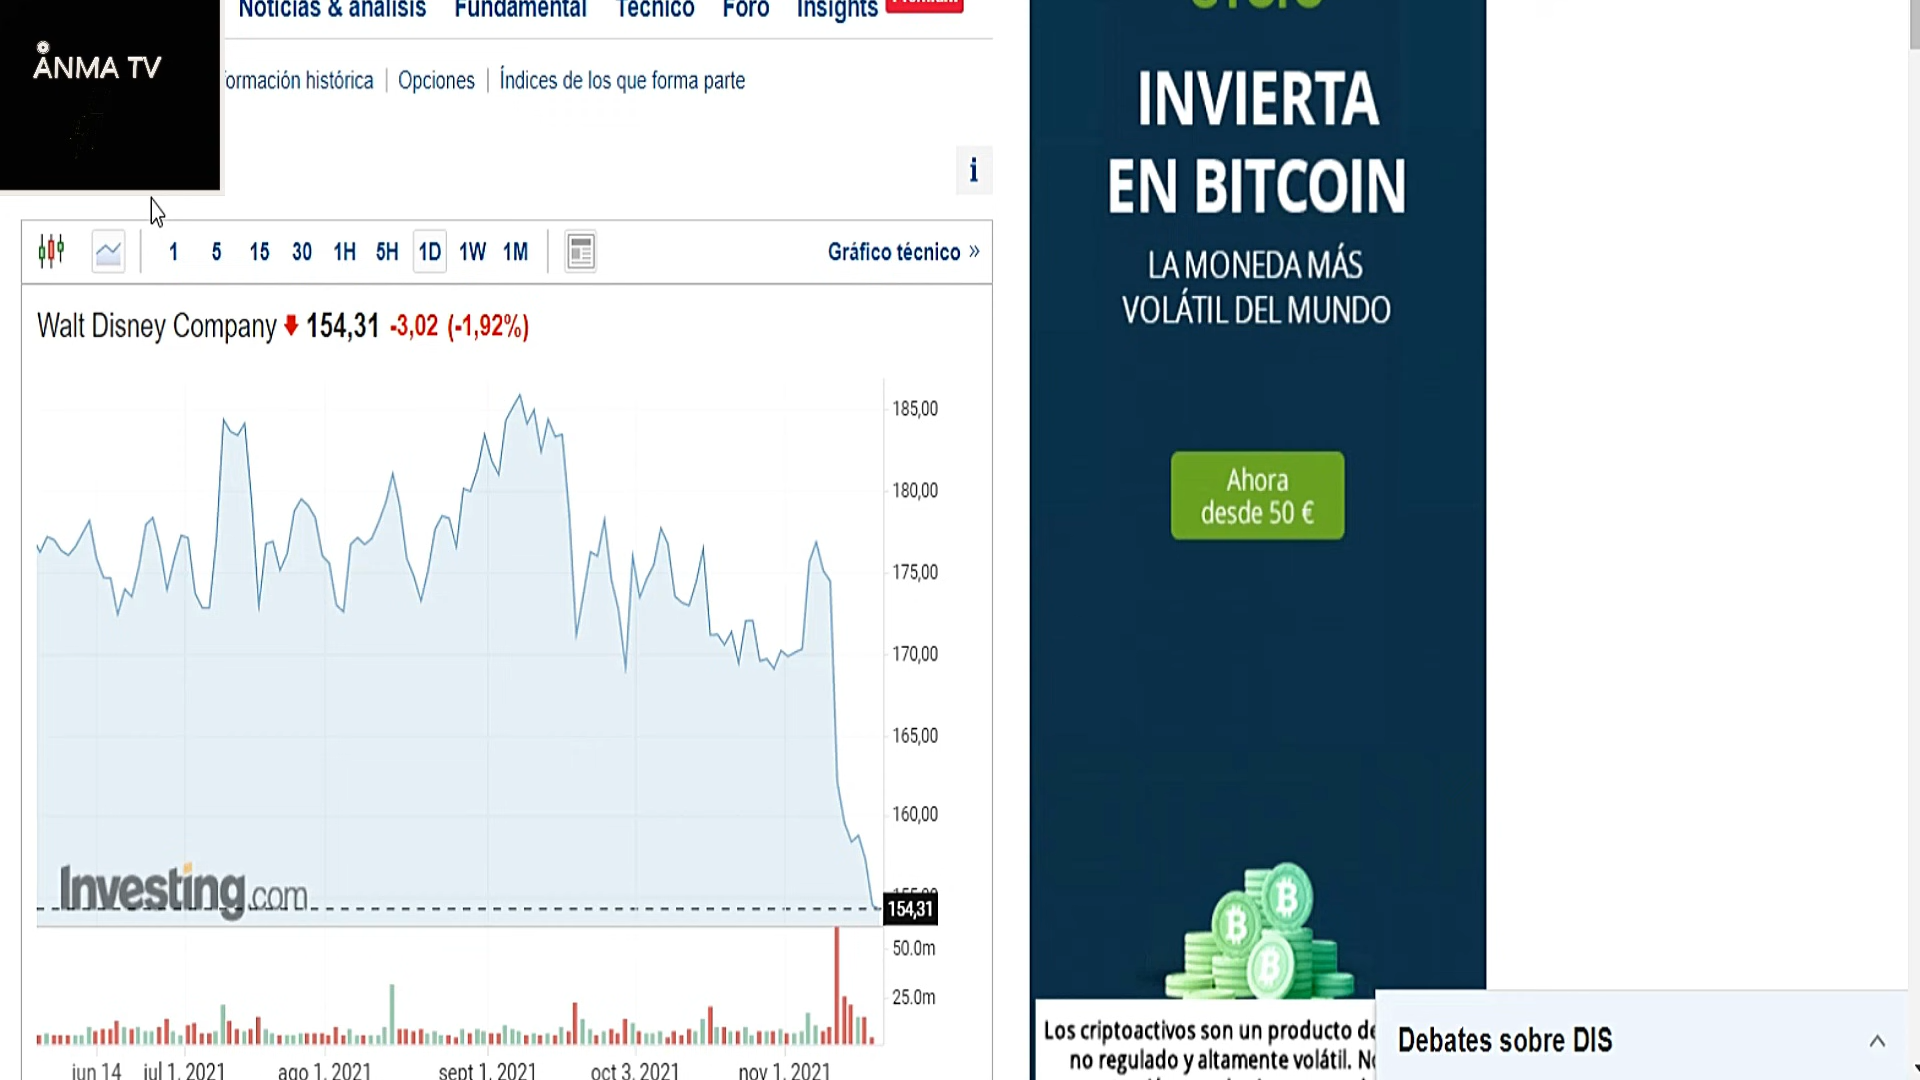 Noticias & análisis Fundamental Técnico Foro Insights
ANMA TV
ormación histórica | Opciones | Índices de los que forma parte
i
1 5 15 30 1H 5H 1D 1W 1M
Gráfico técnico »
Walt Disney Company 154,31 -3,02 (-1,92%)
185,00
180,00
175,00
170,00
165,00
160,00
154,31
50.0m
25.0m
Investing.com
jun 14 jul 1, 2021 ago 1, 2021 sept 1, 2021 oct 3, 2021 nov 1, 2021
INVIERTA
EN BITCOIN
LA MONEDA MÁS
VOLÁTIL DEL MUNDO
Ahora
desde 50 €
Los criptoactivos son un producto de
no regulado y altamente volátil.
Debates sobre DIS